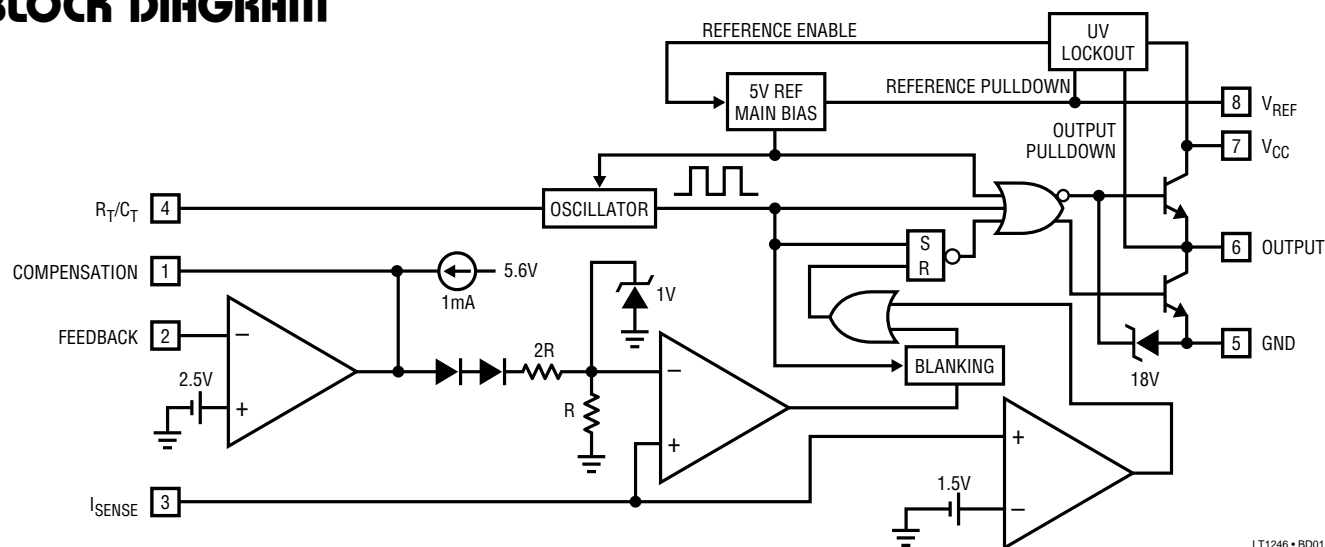 BLOCK DIAGRAM
REFERENCE ENABLE
UV
LOCKOUT
5V REF
MAIN BIAS
REFERENCE PULLDOWN
8 VREF
OUTPUT
PULLDOWN
7 VCC
RT/CT 4
OSCILLATOR
S
R
6 OUTPUT
COMPENSATION 1
5.6V
1mA
1V
FEEDBACK 2
−
2R
−
BLANKING
18V
5 GND
2.5V
+
R
+
+
ISENSE 3
1.5V
−
LT1246 • BD01